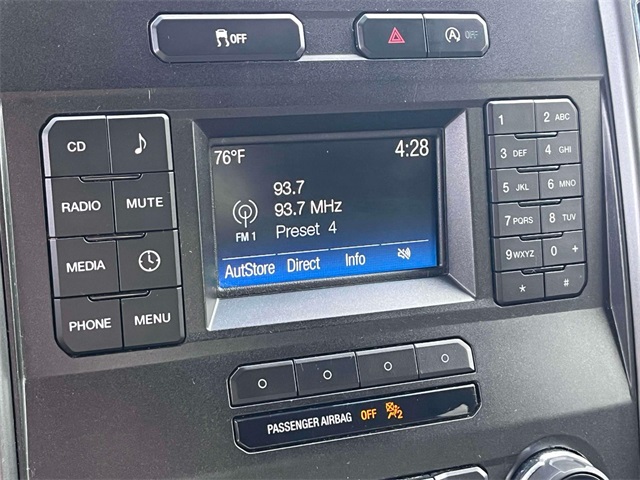 OFF
A OFF
CD
RADIO MUTE
MEDIA
PHONE MENU
76°F 4:28
93.7
93.7 MHz
FM 1 Preset 4
AutoStore Direct Info
1 2 ABC
3 DEF 4 GHI
5 JKL 6 MNO
7 PQRS 8 TUV
9 WXYZ 0 +
* #
PASSENGER AIRBAG OFF 2